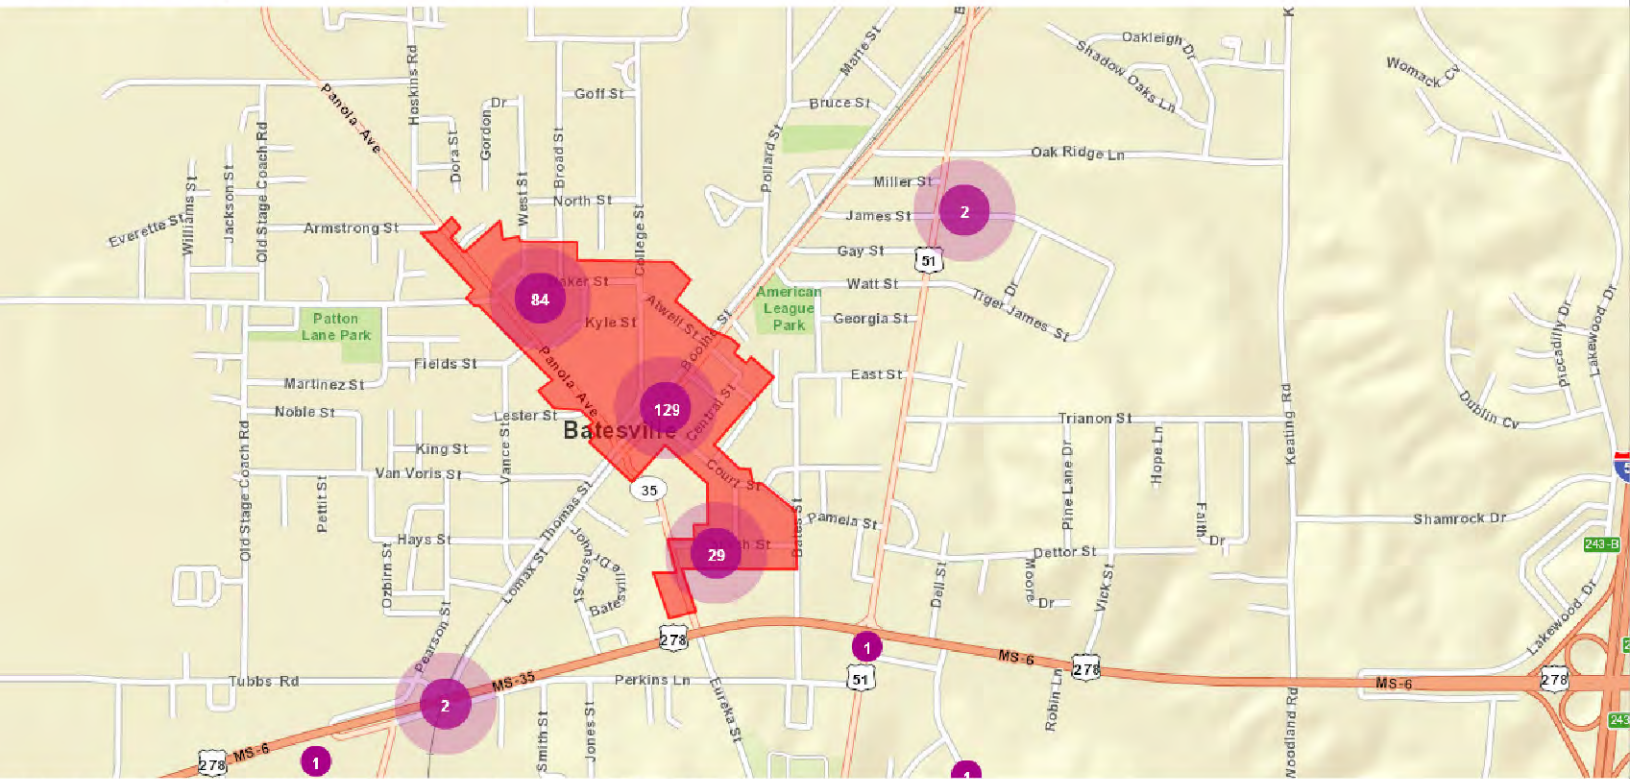 Panola Ave
Hoskins Rd
Goff St
Marie St
Bruce St
Oakleigh Dr
Shadow Oaks Ln
Womack Cv
Gordon Dr
Dora St
Broad St
West St
North St
College St
Pollard St
Oak Ridge Ln
Miller St
James St
2
Gay St
51
Watt St
Georgia St
Tiger James St
Dr
Everette St
Williams St
Jackson St
Old Stage Coach Rd
Armstrong St
84
Kyle St
Atwell St
Boothe St
American
League
Park
Patton
Lane Park
Fields St
Martinez St
Noble St
Lester St
Panola Ave
129
Central St
Batesville
East St
Trianon St
Keating Rd
Piccadilly Dr
Lakewood Dr
Dublin Cv
King St
Van Voris St
Vance St
Pettit St
Old Stage Coach Rd
35
Court St
Bates St
Pamela St
Pine Lane Dr
Hope Ln
Faith Dr
Shamrock Dr
243-B
Hays St
Ozbirn St
Thomas St
Lomax St
Batesville
29
Dettor St
Dell St
Moore Dr
Vick St
Lakewood Dr
Pearson St
278
1
51
MS-6
278
MS-6
278
Tubbs Rd
MS-35
Perkins Ln
Eureka St
2
Smith St
Jones St
Robin Ln
Woodland Rd
243
278
MS-6
1
1